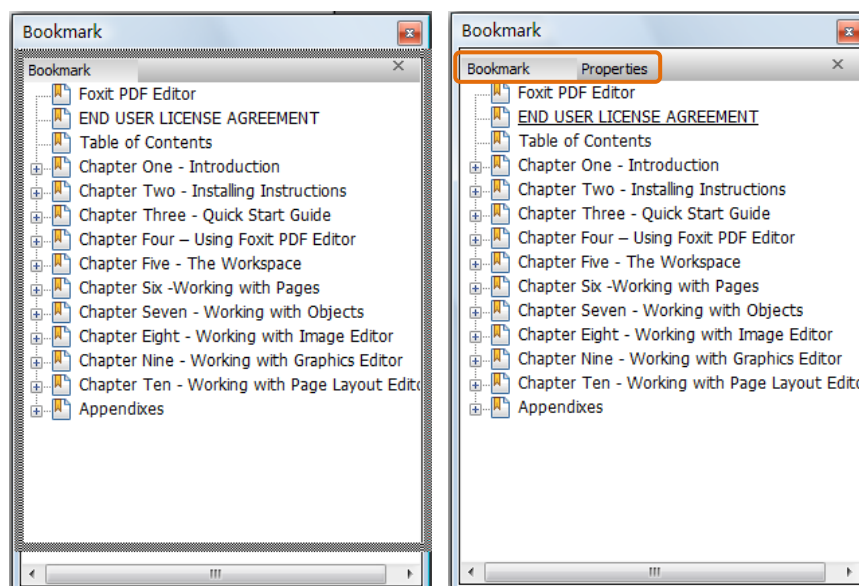 Bookmark
Bookmark
Foxit PDF Editor
END USER LICENSE AGREEMENT
Table of Contents
Chapter One - Introduction
Chapter Two - Installing Instructions
Chapter Three - Quick Start Guide
Chapter Four – Using Foxit PDF Editor
Chapter Five - The Workspace
Chapter Six -Working with Pages
Chapter Seven - Working with Objects
Chapter Eight - Working with Image Editor
Chapter Nine - Working with Graphics Editor
Chapter Ten - Working with Page Layout Edit
Appendixes
Bookmark
Bookmark Properties
Foxit PDF Editor
END USER LICENSE AGREEMENT
Table of Contents
Chapter One - Introduction
Chapter Two - Installing Instructions
Chapter Three - Quick Start Guide
Chapter Four – Using Foxit PDF Editor
Chapter Five - The Workspace
Chapter Six -Working with Pages
Chapter Seven - Working with Objects
Chapter Eight - Working with Image Editor
Chapter Nine - Working with Graphics Editor
Chapter Ten - Working with Page Layout Edit
Appendixes